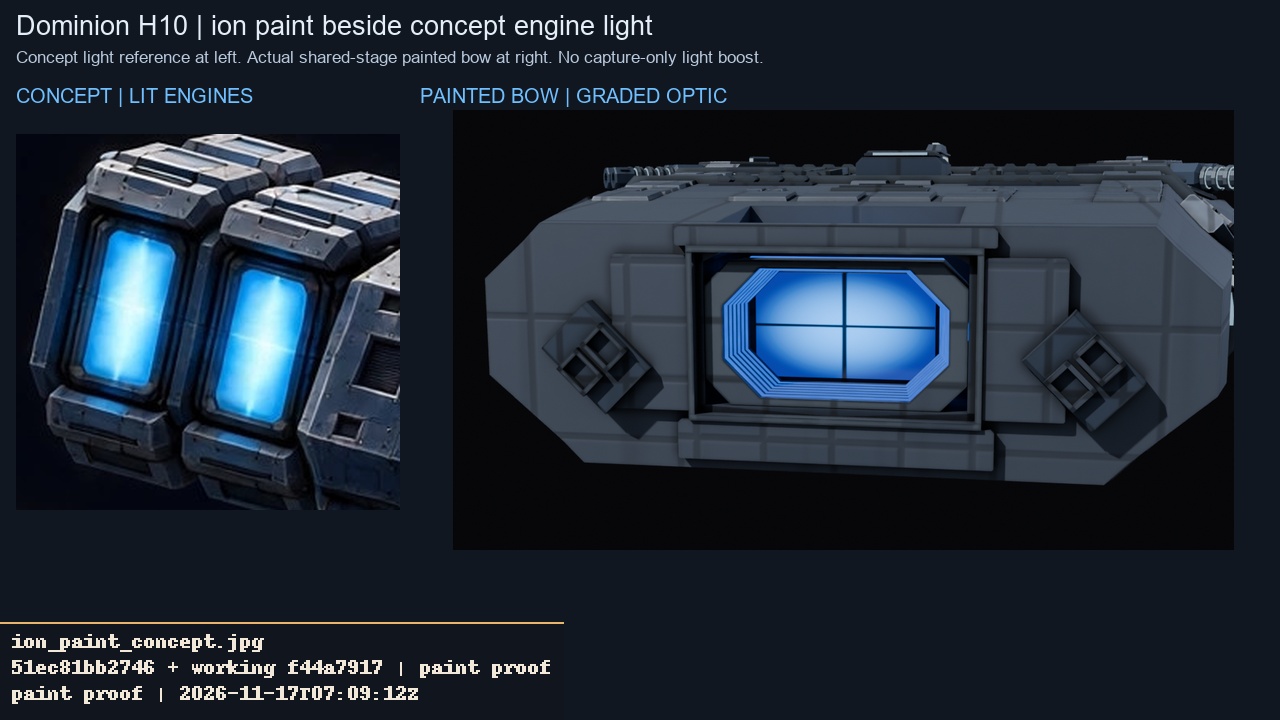 Dominion H10 | ion paint beside concept engine light
Concept light reference at left. Actual shared-stage painted bow at right. No capture-only light boost.
CONCEPT | LIT ENGINES
PAINTED BOW | GRADED OPTIC
ion_paint_concept.jpg
51ec81bb2746 + working f44a7917 | paint proof
paint proof | 2026-11-17T07:09:12Z